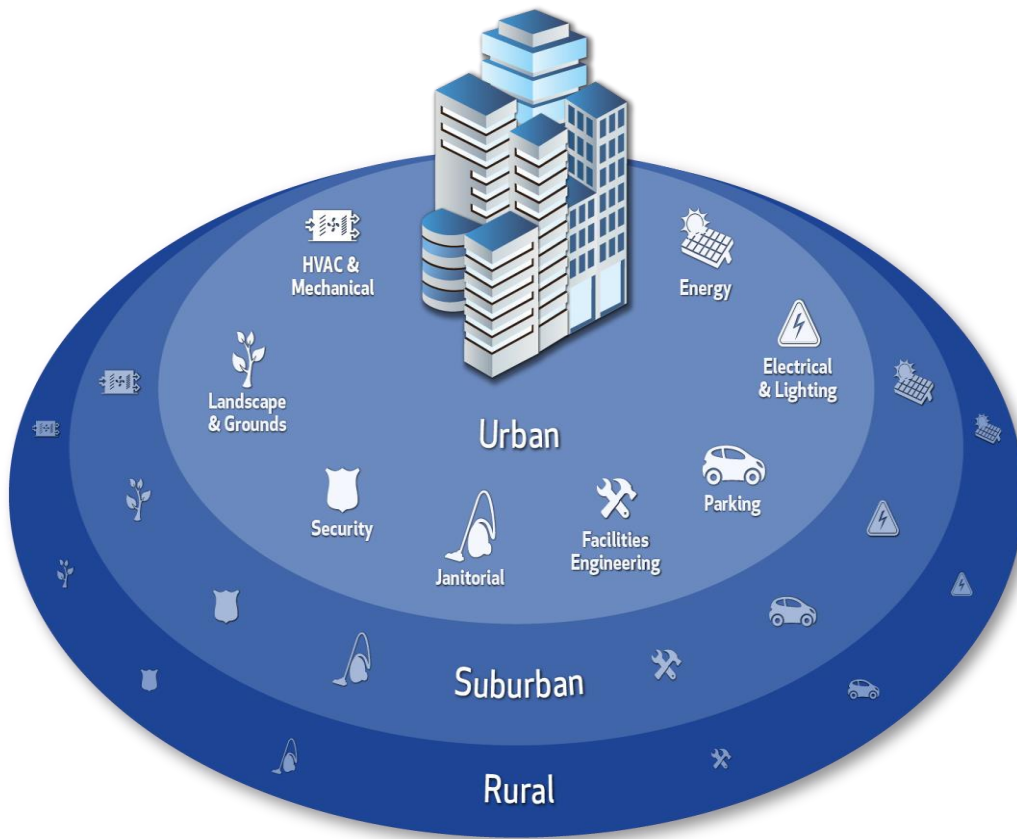 HVAC &
Mechanical
Energy
Landscape
& Grounds
Electrical
& Lighting
Urban
Security
Janitorial
Facilities
Engineering
Parking
Suburban
Rural